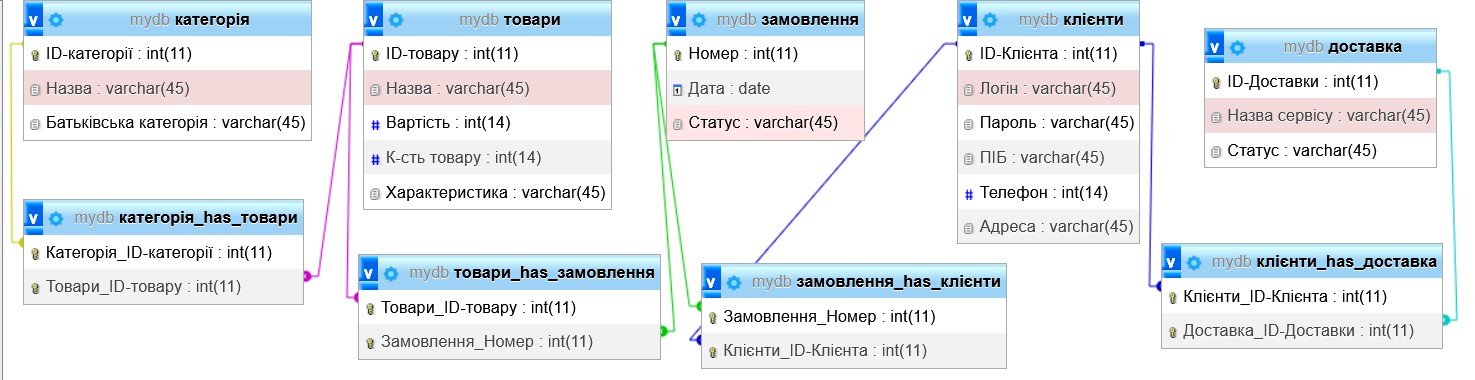 mydb категорія
ID-категорії : int(11)
Назва : varchar(45)
Батьківська категорія : varchar(45)
mydb товари
ID-товару : int(11)
Назва : varchar(45)
Вартість : int(14)
К-сть товару : int(14)
Характеристика : varchar(45)
mydb замовлення
Номер : int(11)
Дата : date
Статус : varchar(45)
mydb клієнти
ID-Клієнта : int(11)
Логін : varchar(45)
Пароль : varchar(45)
ПІБ : varchar(45)
Телефон : int(14)
Адреса : varchar(45)
mydb доставка
ID-Доставки : int(11)
Назва сервісу : varchar(45)
Статус : varchar(45)
mydb категорія_has_товари
Категорія_ID-категорії : int(11)
Товари_ID-товару : int(11)
mydb товари_has_замовлення
Товари_ID-товару : int(11)
Замовлення_Номер : int(11)
mydb замовлення_has_клієнти
Замовлення_Номер : int(11)
Клієнти_ID-Клієнта : int(11)
mydb клієнти_has_доставка
Клієнти_ID-Клієнта : int(11)
Доставка_ID-Доставки : int(11)